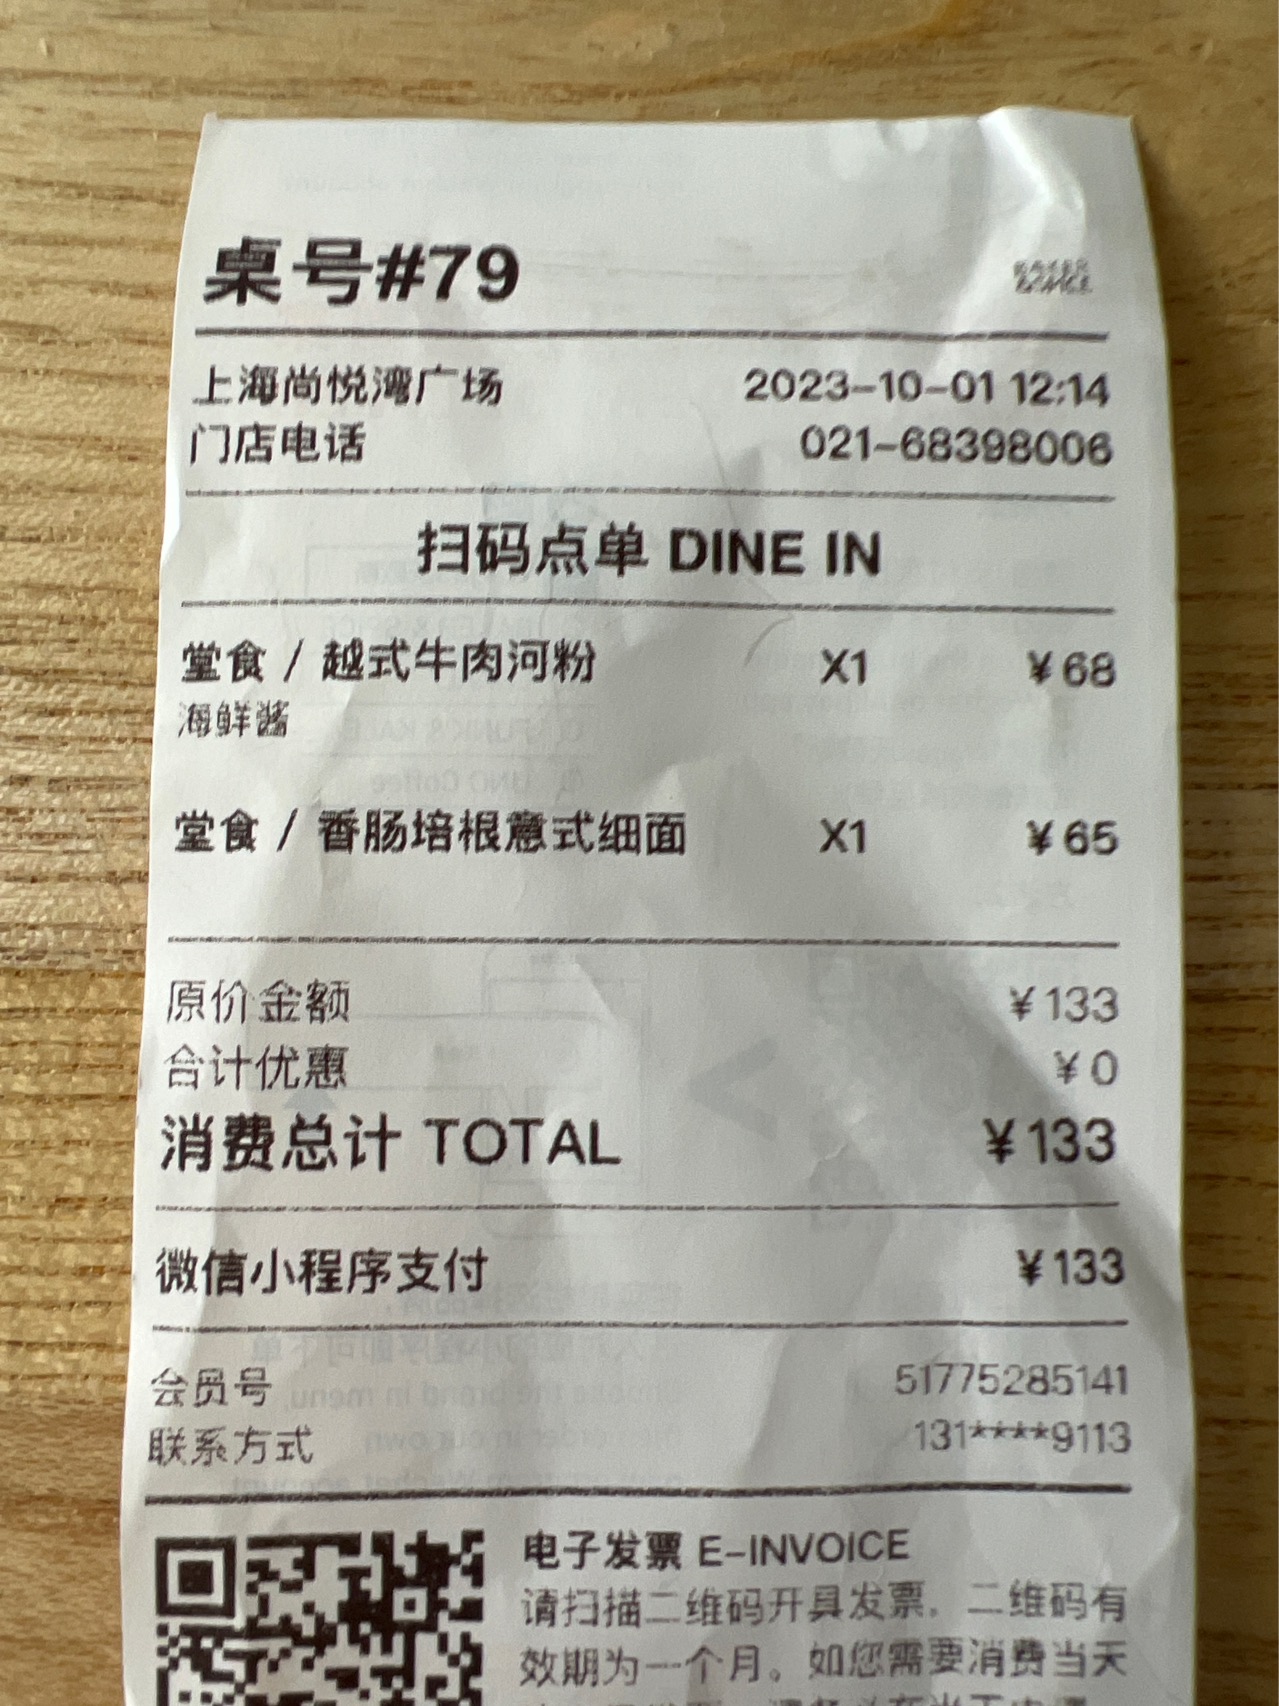 桌号#79
BAKER & SPICE
上海尚悦湾广场 2023-10-01 12:14
门店电话 021-68398006
扫码点单 DINE IN
堂食 / 越式牛肉河粉 X1 ¥68
海鲜酱
堂食 / 香肠培根意式细面 X1 ¥65
原价金额 ¥133
合计优惠 ¥0
消费总计 TOTAL ¥133
微信小程序支付 ¥133
会员号 51775285141
联系方式 131****9113
电子发票 E-INVOICE
请扫描二维码开具发票，二维码有
效期为一个月。如您需要消费当天